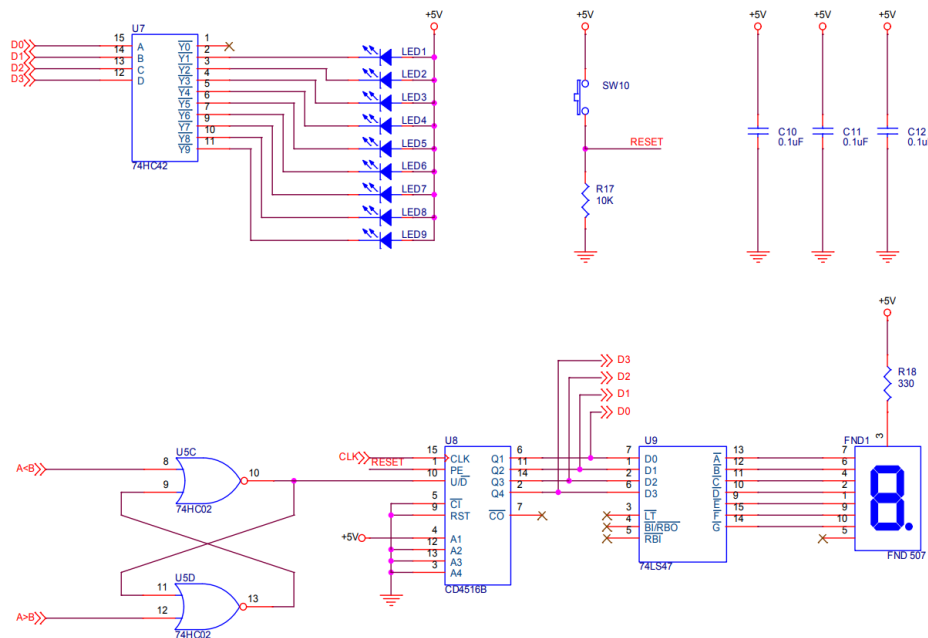 U7
D0
D1
D2
D3
15
14
13
12
A
B
C
D
Y0
Y1
Y2
Y3
Y4
Y5
Y6
Y7
Y8
Y9
1
2
3
4
5
6
7
9
10
11
74HC42
+5V
LED1
LED2
LED3
LED4
LED5
LED6
LED7
LED8
LED9
+5V
SW10
RESET
R17
10K
+5V
+5V
C10
0.1uF
C11
0.1uF
C12
0.1u
+5V
R18
330
3
D3
D2
D1
D0
A<B
U5C
8
9
10
74HC02
A>B
U5D
11
12
13
74HC02
CLK
RESET
+5V
U8
15
1
10
5
9
4
12
13
3
CLK
PE
U/D
CI
RST
A1
A2
A3
A4
Q1
Q2
Q3
Q4
CO
6
11
14
2
7
CD4516B
U9
7
1
2
6
3
4
5
D0
D1
D2
D3
LT
BI/RBO
RBI
A
B
C
D
E
F
G
13
12
11
10
9
15
14
74LS47
FND1
7
6
4
2
1
9
10
5
8.
FND 507